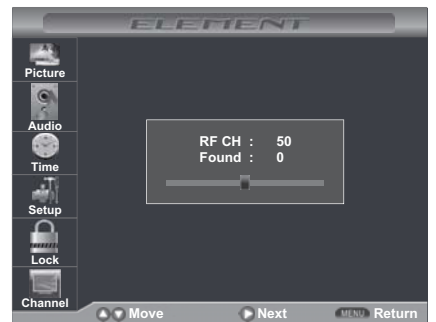 ELEMENT
Picture
Audio
Time
Setup
Lock
Channel
RF CH : 50
Found : 0
Move Next MENU Return